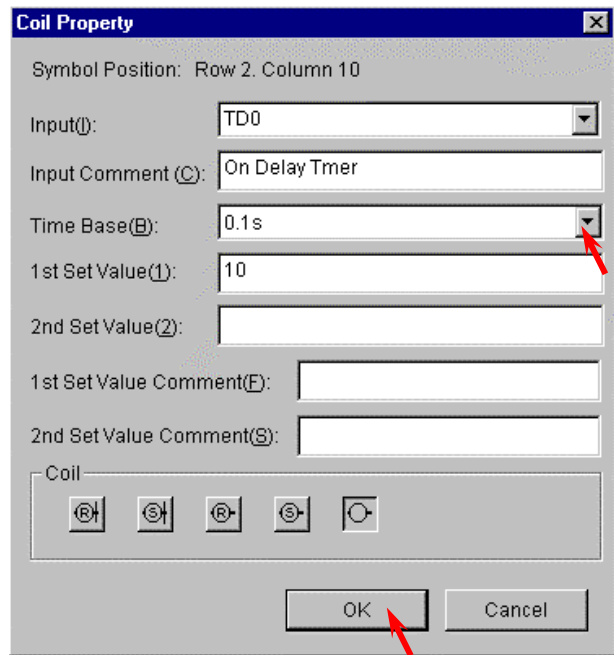 Coil Property
Symbol Position: Row 2. Column 10
Input(I): TD0
Input Comment (C): On Delay Tmer
Time Base(B): 0.1s
1st Set Value(1): 10
2nd Set Value(2):
1st Set Value Comment(F):
2nd Set Value Comment(S):
Coil
R S R S
OK Cancel